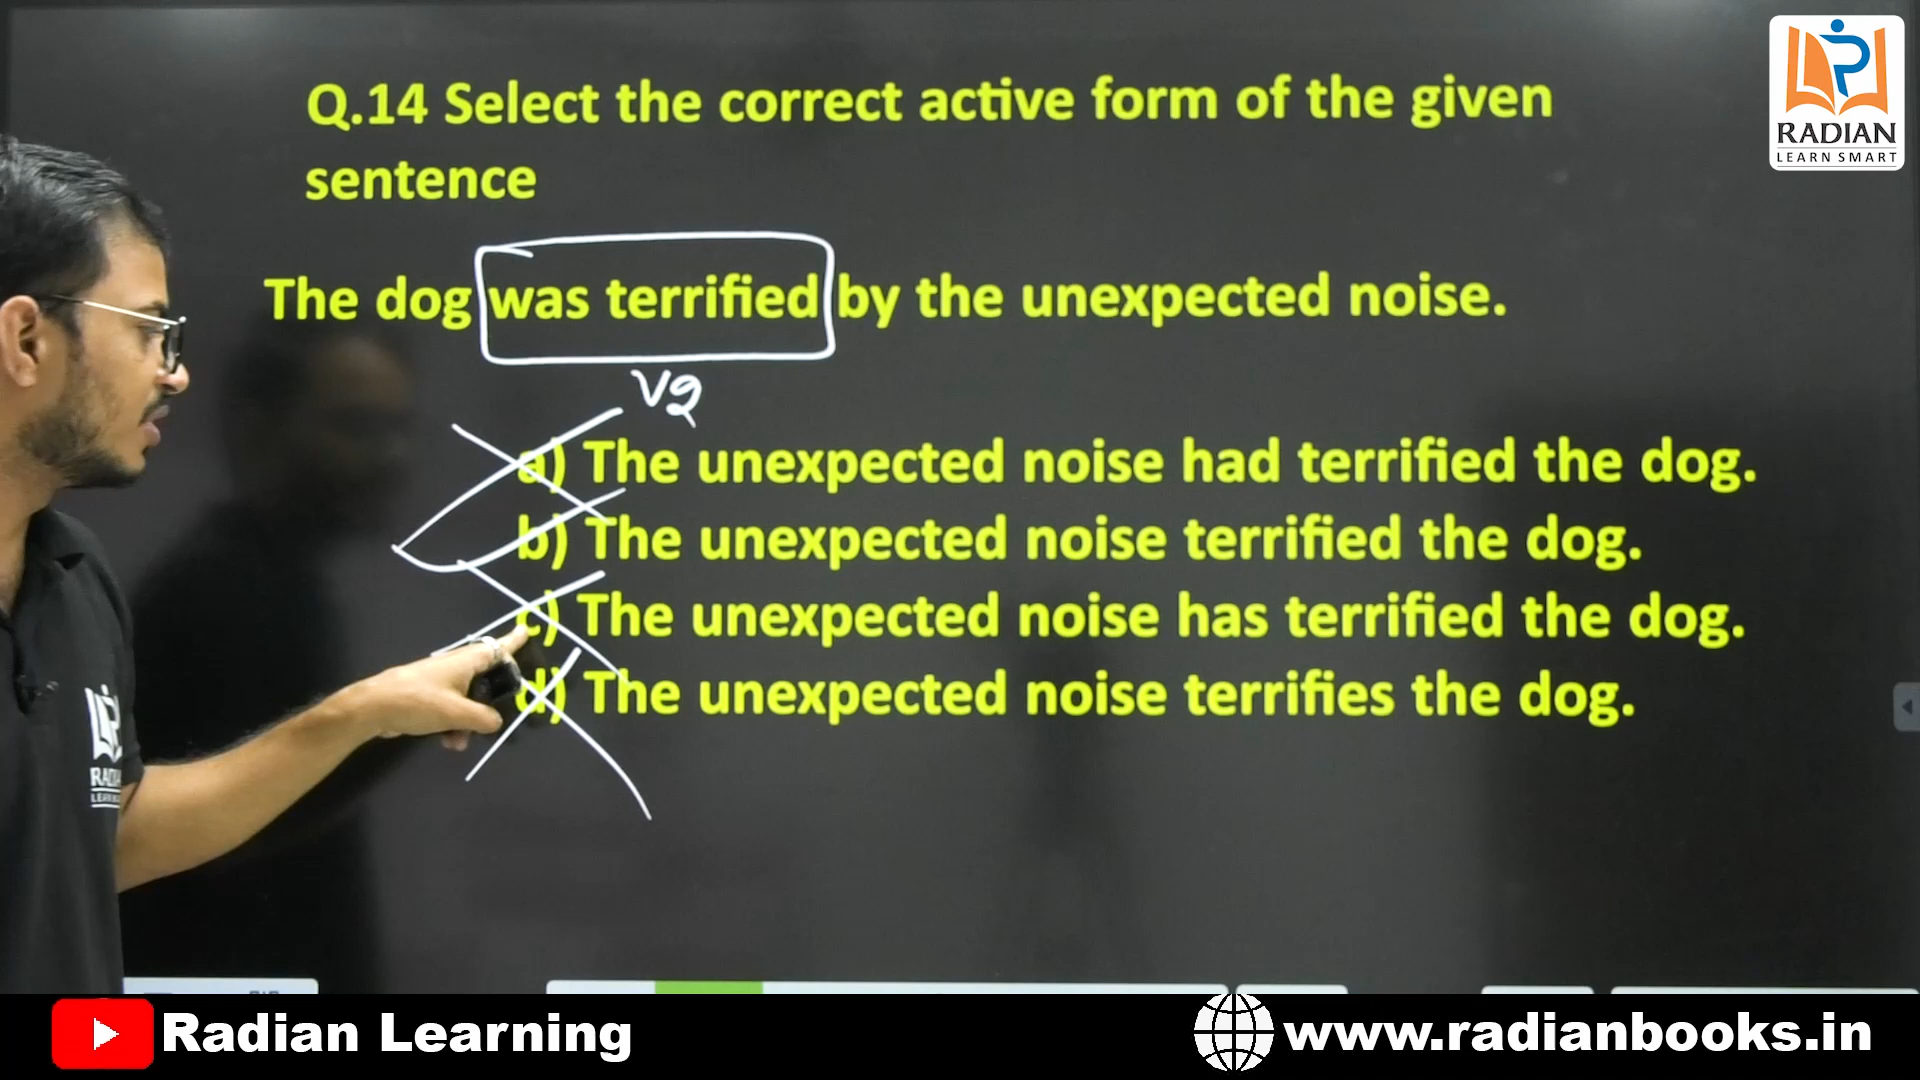 Q.14 Select the correct active form of the given
sentence
The dog was terrified by the unexpected noise.
V2
a) The unexpected noise had terrified the dog.
b) The unexpected noise terrified the dog.
c) The unexpected noise has terrified the dog.
d) The unexpected noise terrifies the dog.
RADIAN
LEARN SMART
Radian Learning
www.radianbooks.in